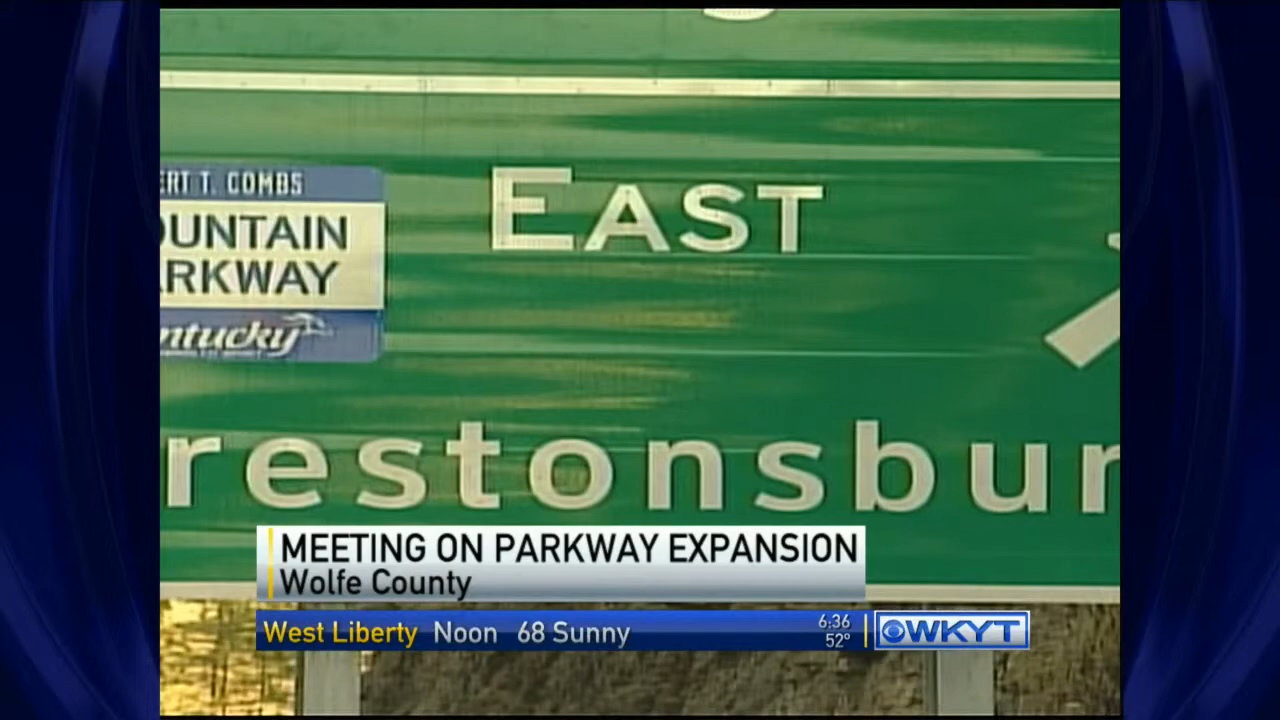 ERT T. COMBS
OUNTAIN
ARKWAY
ntucky
EAST
restonsbur
MEETING ON PARKWAY EXPANSION
Wolfe County
West Liberty Noon 68 Sunny
6:36
52°
WKYT